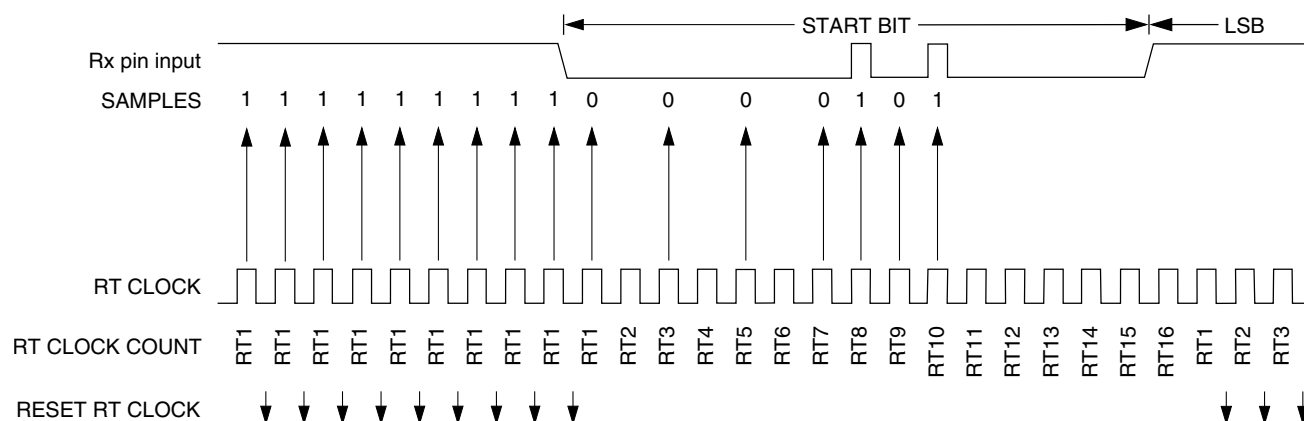 START BIT
LSB
Rx pin input
SAMPLES 1 1 1 1 1 1 1 1 1 0 0 0 0 1 0 1
RT CLOCK
RT CLOCK COUNT RT1 RT1 RT1 RT1 RT1 RT1 RT1 RT1 RT1 RT1 RT2 RT3 RT4 RT5 RT6 RT7 RT8 RT9 RT10 RT11 RT12 RT13 RT14 RT15 RT16 RT1 RT2 RT3
RESET RT CLOCK